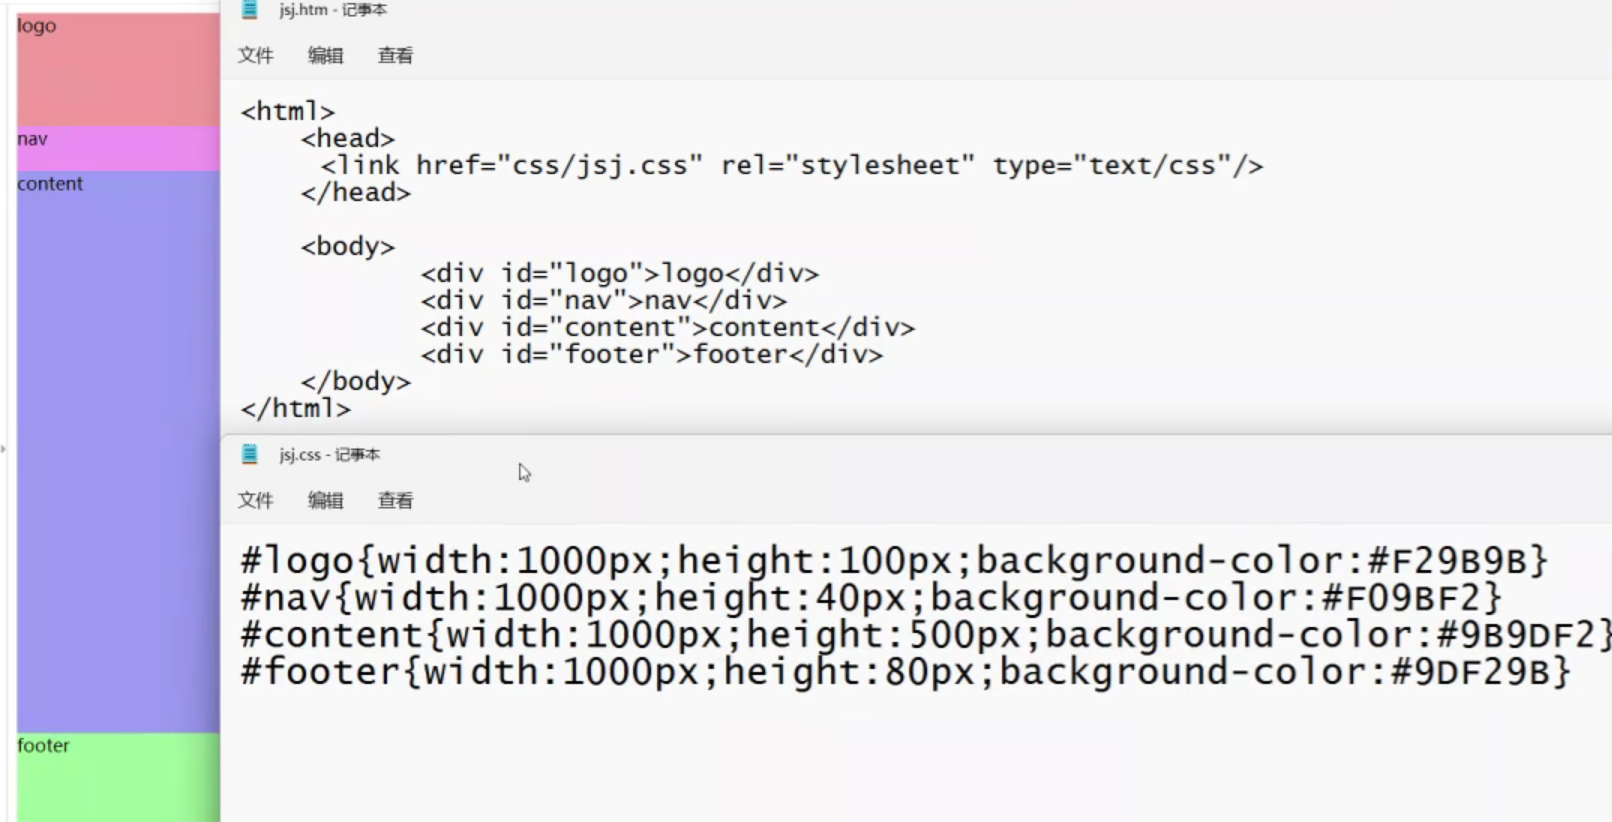 logo
nav
content
footer
jsj.htm - 记事本
文件 编辑 查看
<html>
<head>
<link href="css/jsj.css" rel="stylesheet" type="text/css"/>
</head>
<body>
<div id="logo">logo</div>
<div id="nav">nav</div>
<div id="content">content</div>
<div id="footer">footer</div>
</body>
</html>
jsj.css - 记事本
文件 编辑 查看
#logo{width:1000px;height:100px;background-color:#F29B9B}
#nav{width:1000px;height:40px;background-color:#F09BF2}
#content{width:1000px;height:500px;background-color:#9B9DF2}
#footer{width:1000px;height:80px;background-color:#9DF29B}